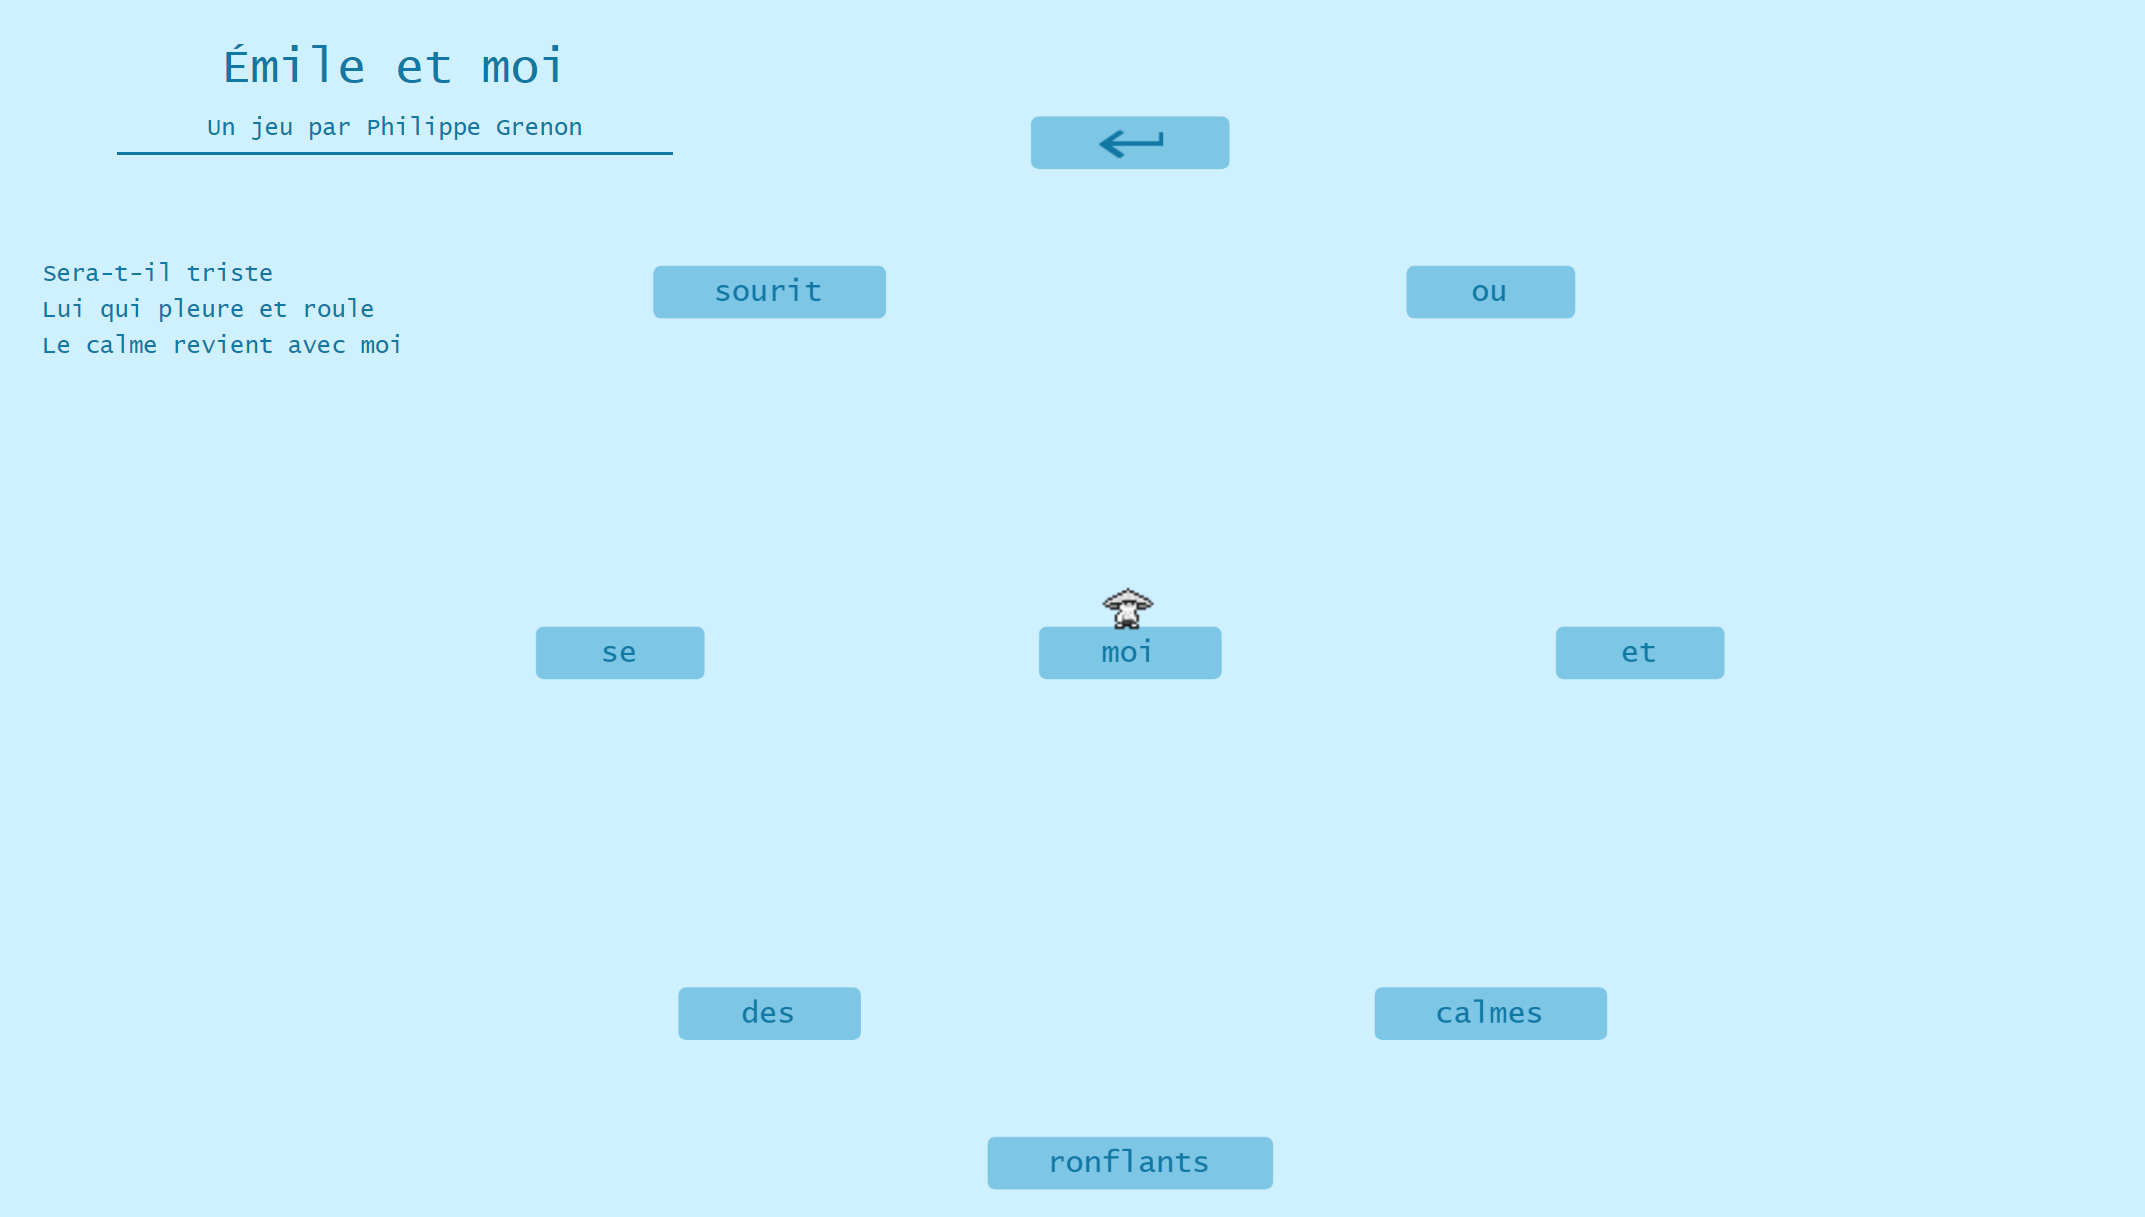 Émile et moi
Un jeu par Philippe Grenon
Sera-t-il triste
Lui qui pleure et roule
Le calme revient avec moi
sourit
ou
se
moi
et
des
calmes
ronflants